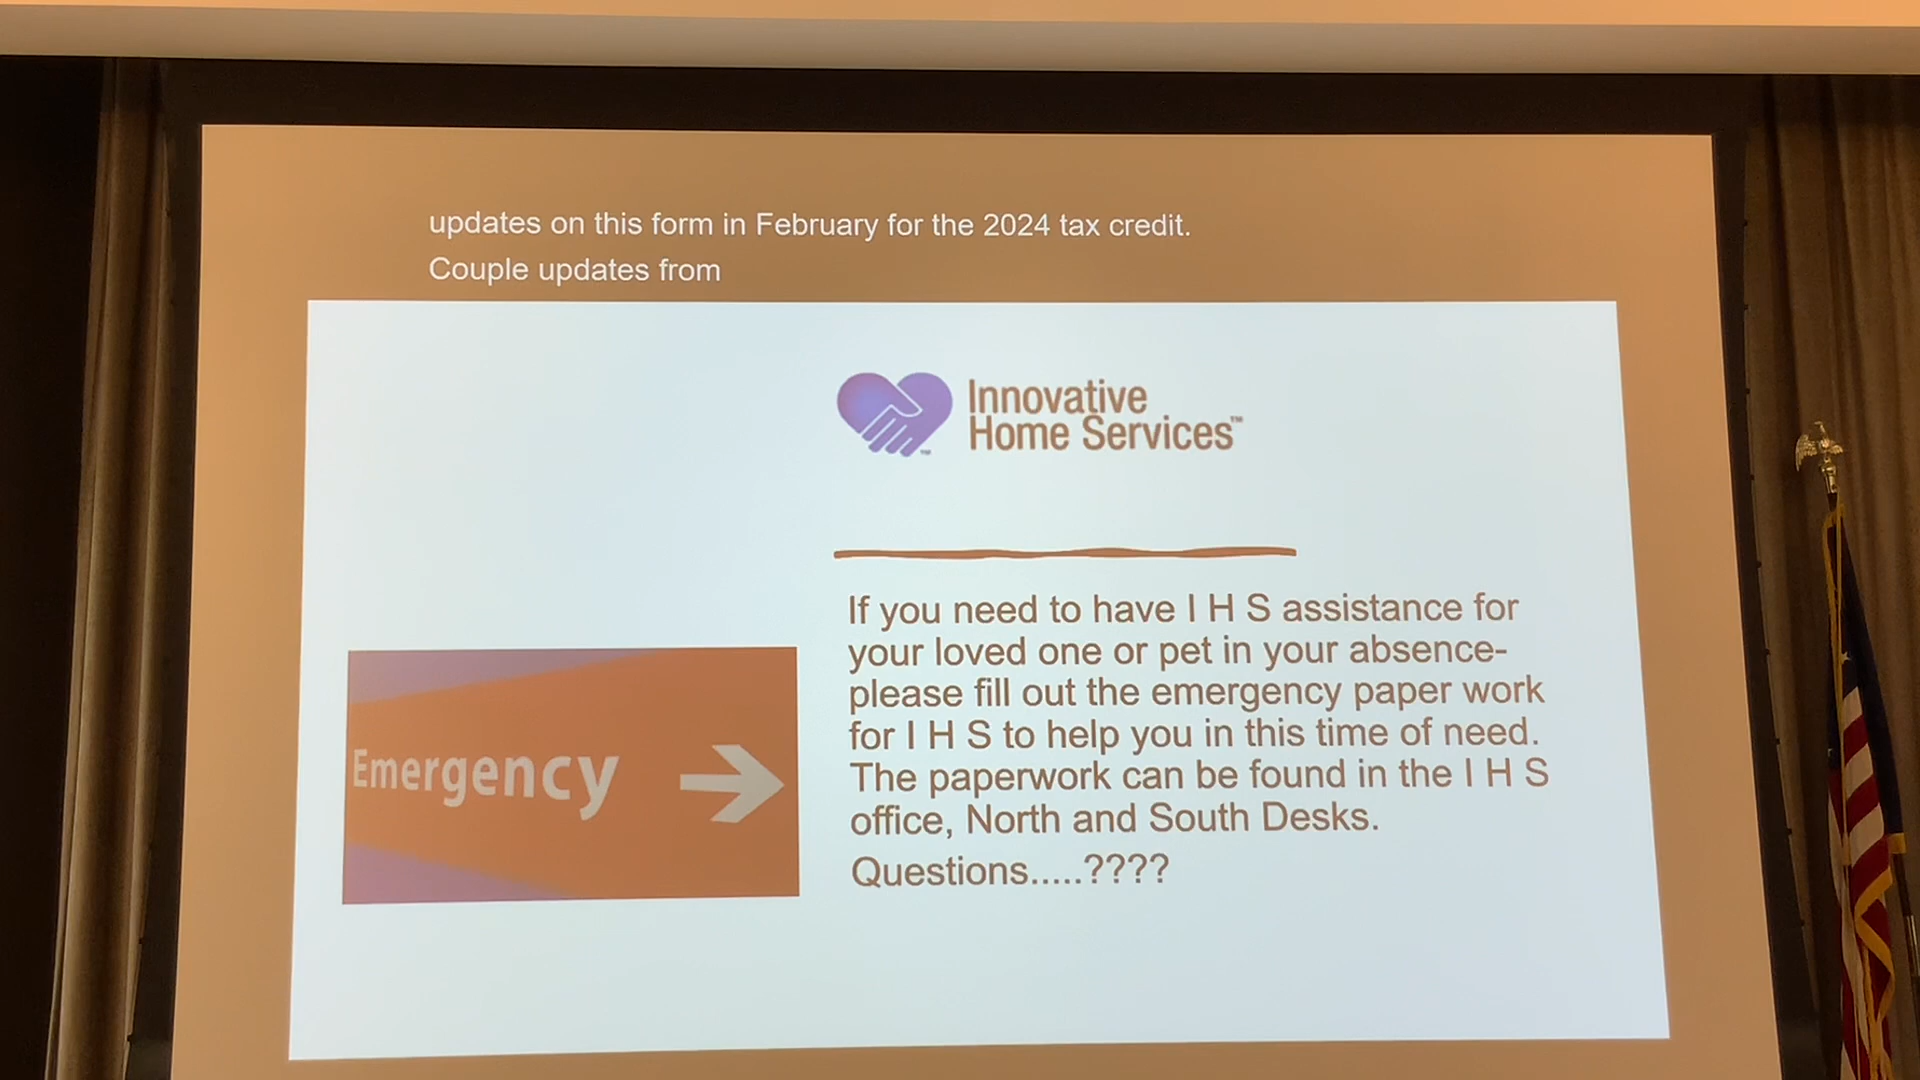 updates on this form in February for the 2024 tax credit.
Couple updates from
Innovative
Home Services™
™
If you need to have I H S assistance for
your loved one or pet in your absence-
please fill out the emergency paper work
for I H S to help you in this time of need.
The paperwork can be found in the I H S
office, North and South Desks.
Questions.....????
Emergency